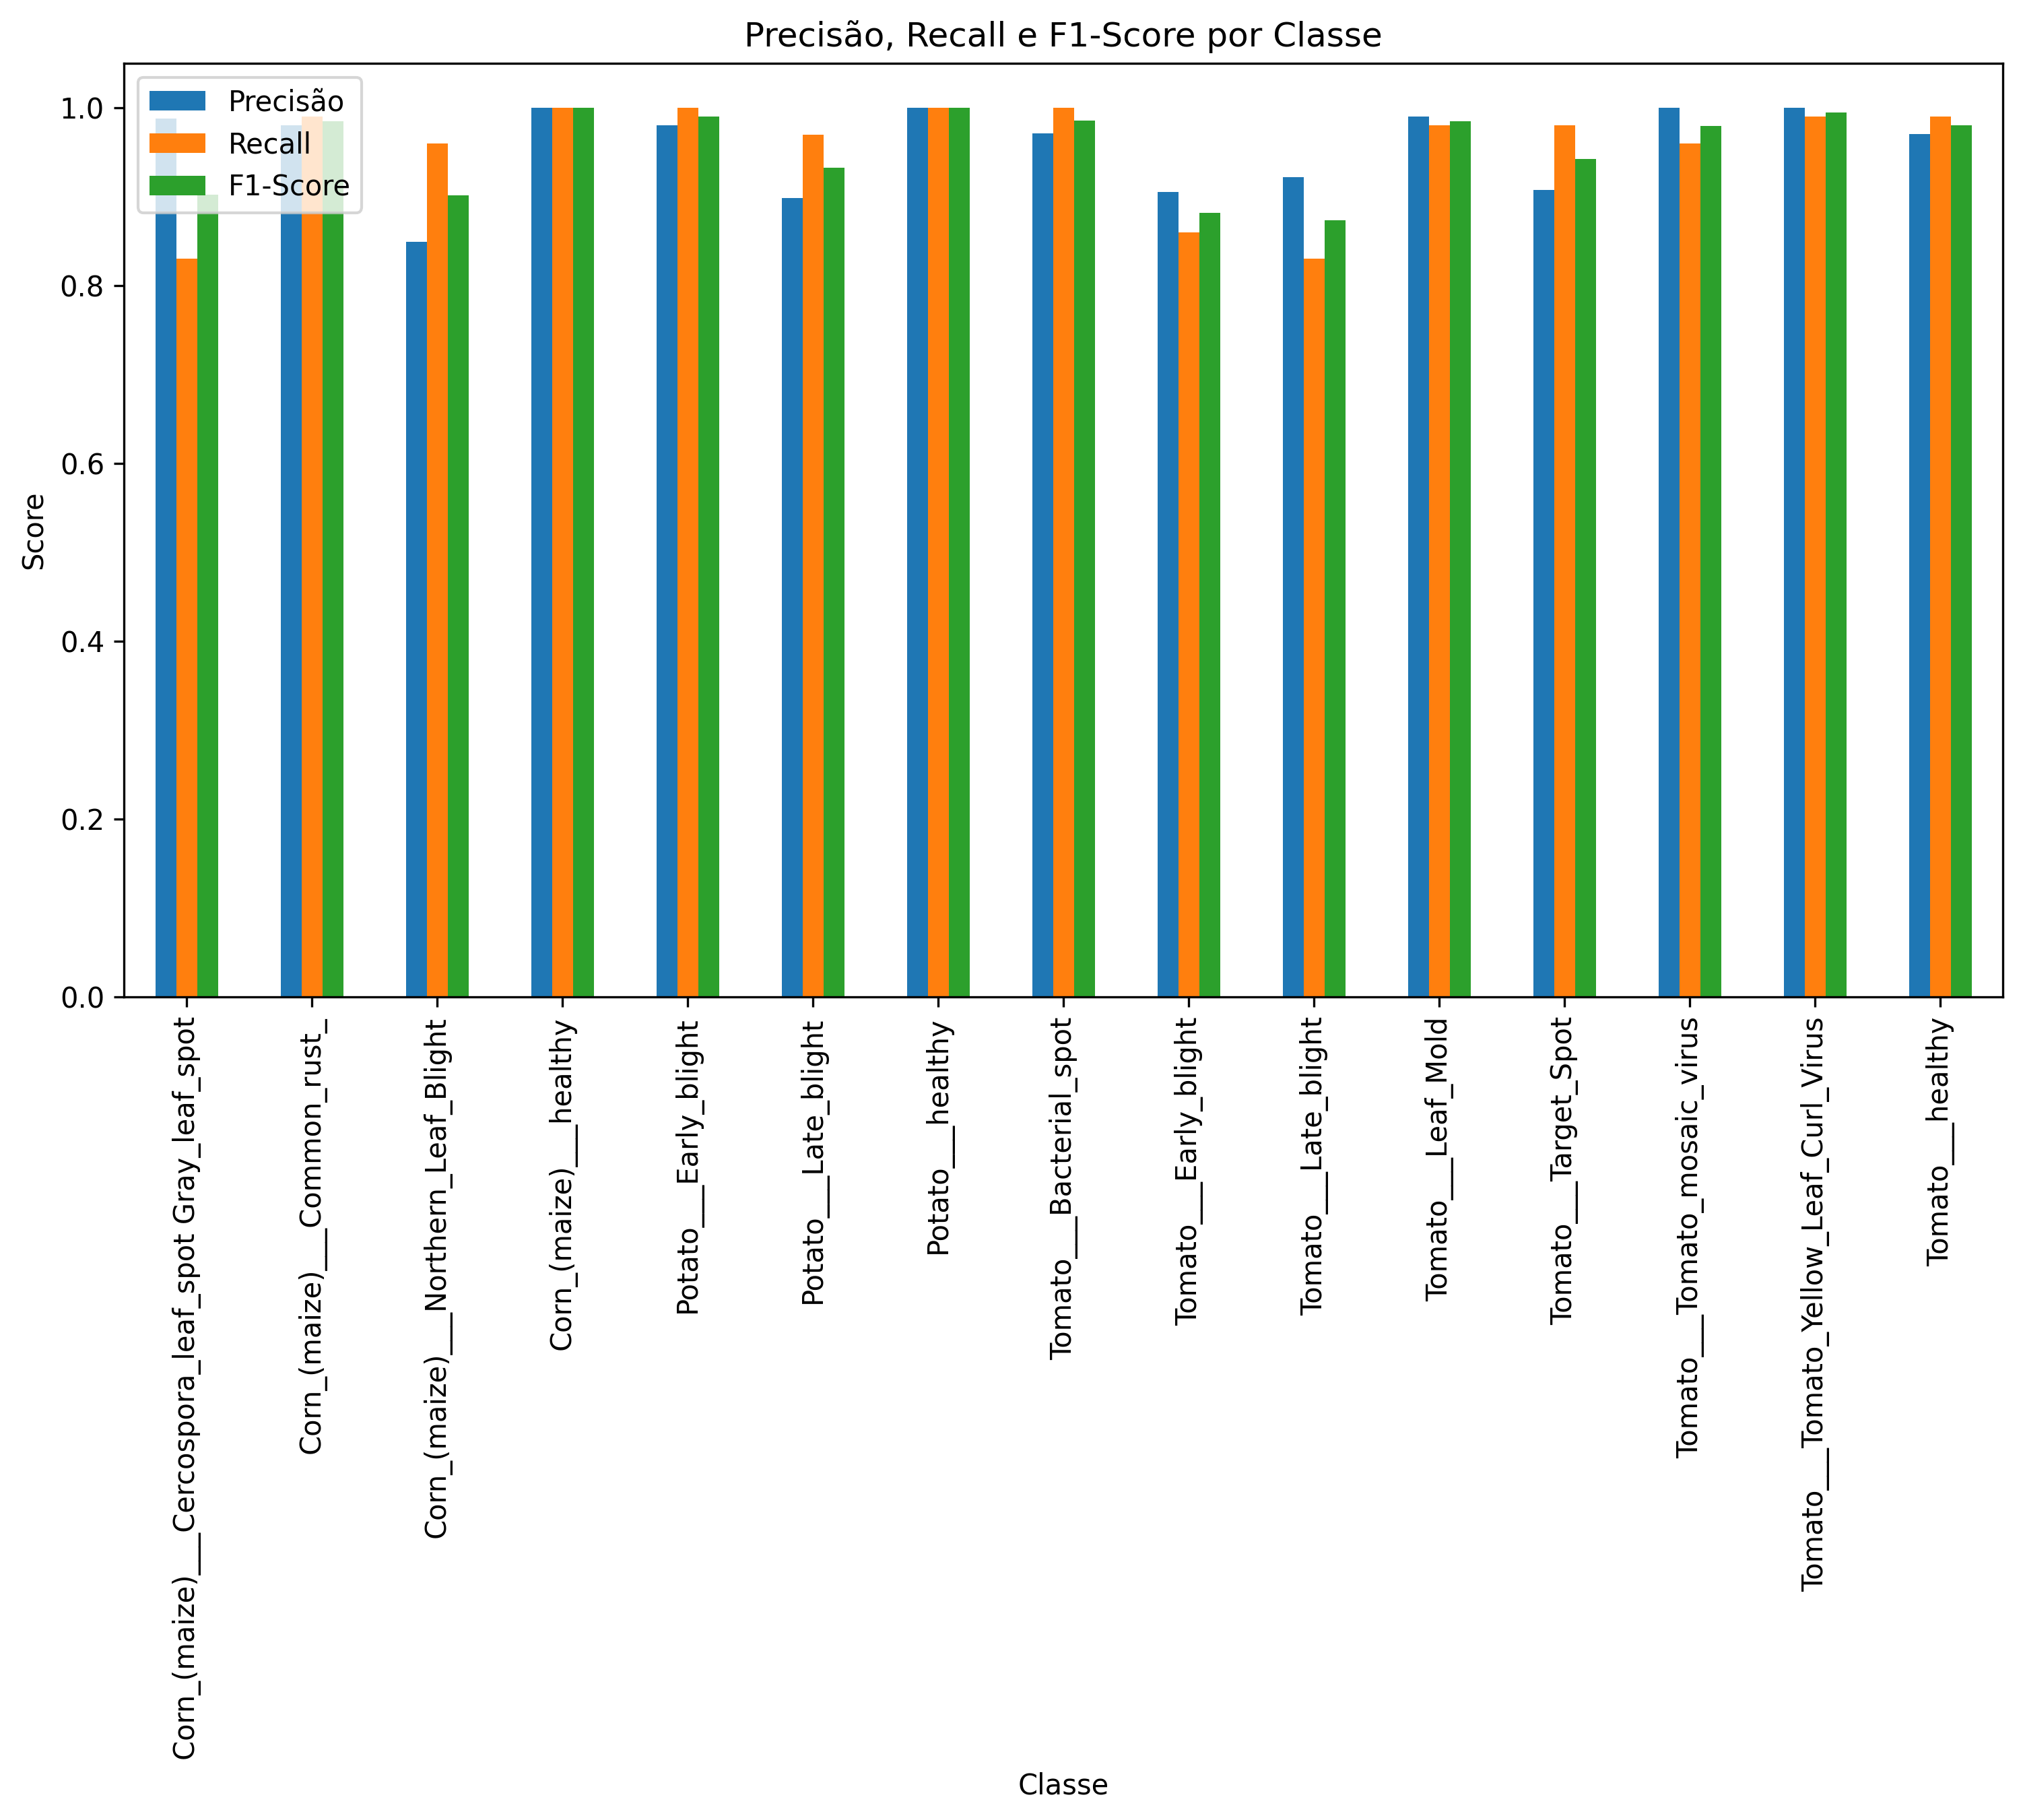 Precisão, Recall e F1-Score por Classe
Precisão
Recall
F1-Score
1.0
0.8
0.6
0.4
0.2
0.0
Score
Corn_(maize)___Cercospora_leaf_spot Gray_leaf_spot
Corn_(maize)___Common_rust_
Corn_(maize)___Northern_Leaf_Blight
Corn_(maize)___healthy
Potato___Early_blight
Potato___Late_blight
Potato___healthy
Tomato___Bacterial_spot
Tomato___Early_blight
Tomato___Late_blight
Tomato___Leaf_Mold
Tomato___Target_Spot
Tomato___Tomato_mosaic_virus
Tomato___Tomato_Yellow_Leaf_Curl_Virus
Tomato___healthy
Classe